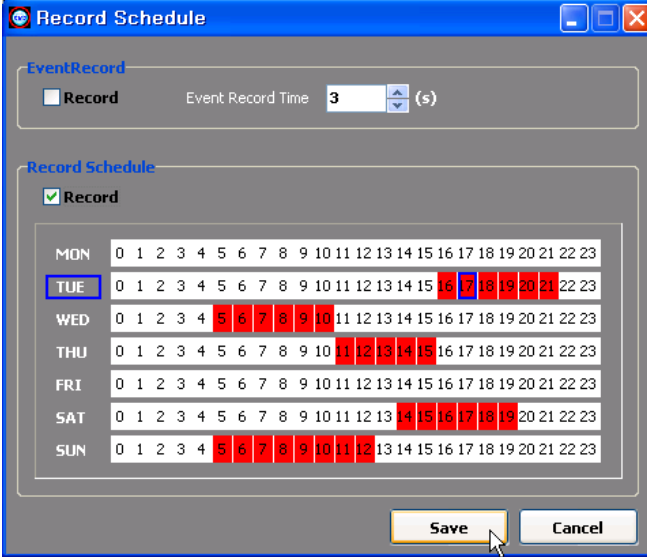 Record Schedule
EventRecord
Record Event Record Time 3 (s)
Record Schedule
Record
MON 0 1 2 3 4 5 6 7 8 9 10 11 12 13 14 15 16 17 18 19 20 21 22 23
TUE 0 1 2 3 4 5 6 7 8 9 10 11 12 13 14 15 16 17 18 19 20 21 22 23
WED 0 1 2 3 4 5 6 7 8 9 10 11 12 13 14 15 16 17 18 19 20 21 22 23
THU 0 1 2 3 4 5 6 7 8 9 10 11 12 13 14 15 16 17 18 19 20 21 22 23
FRI 0 1 2 3 4 5 6 7 8 9 10 11 12 13 14 15 16 17 18 19 20 21 22 23
SAT 0 1 2 3 4 5 6 7 8 9 10 11 12 13 14 15 16 17 18 19 20 21 22 23
SUN 0 1 2 3 4 5 6 7 8 9 10 11 12 13 14 15 16 17 18 19 20 21 22 23
Save Cancel